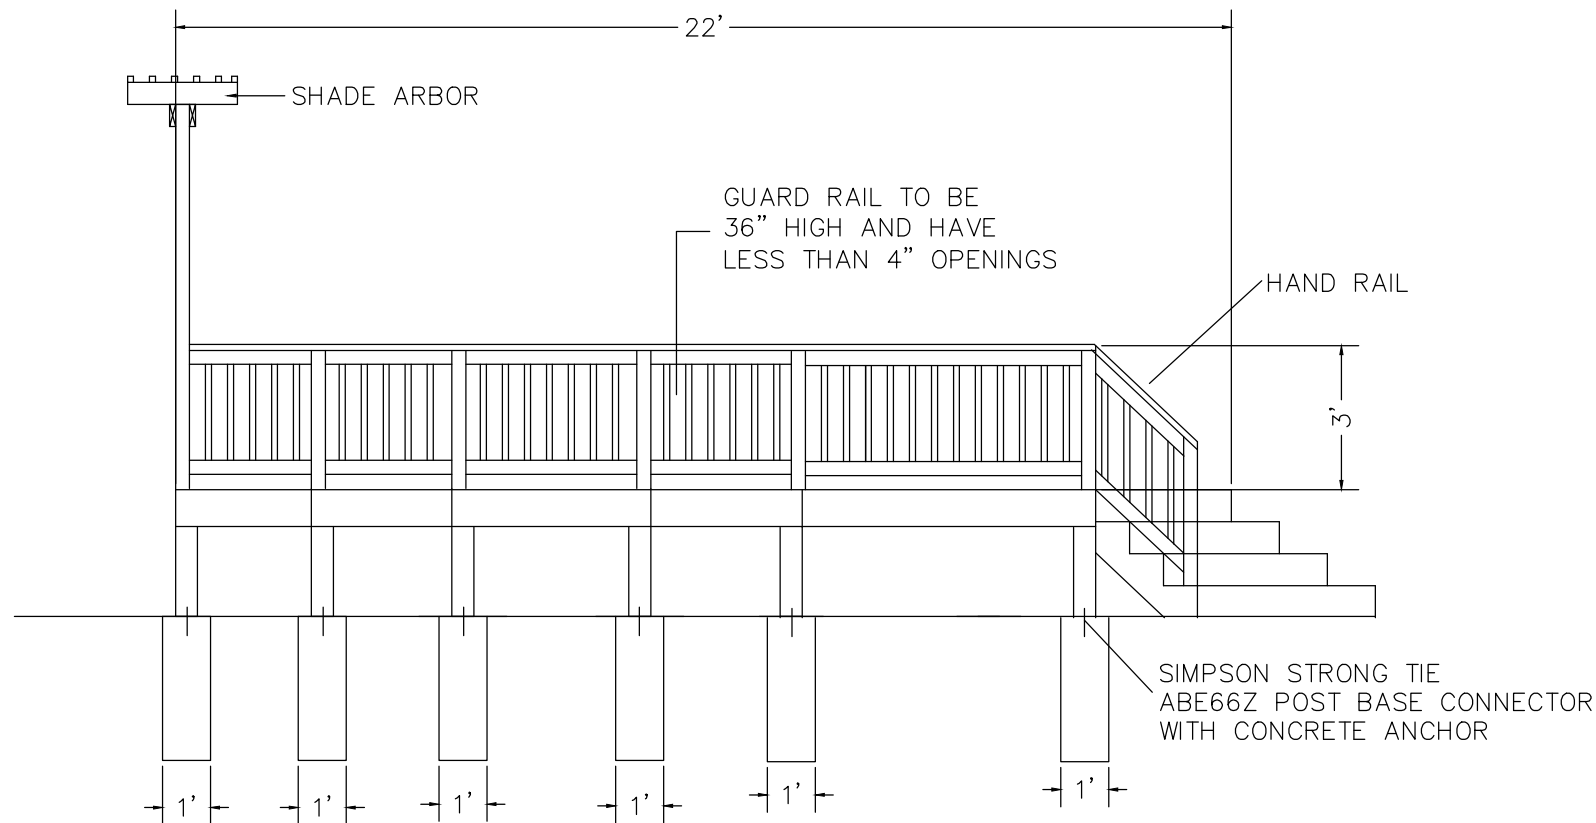 22’
SHADE ARBOR
GUARD RAIL TO BE
36” HIGH AND HAVE
LESS THAN 4” OPENINGS
HAND RAIL
3’
SIMPSON STRONG TIE
ABE66Z POST BASE CONNECTOR
WITH CONCRETE ANCHOR
1’
1’
1’
1’
1’
1’